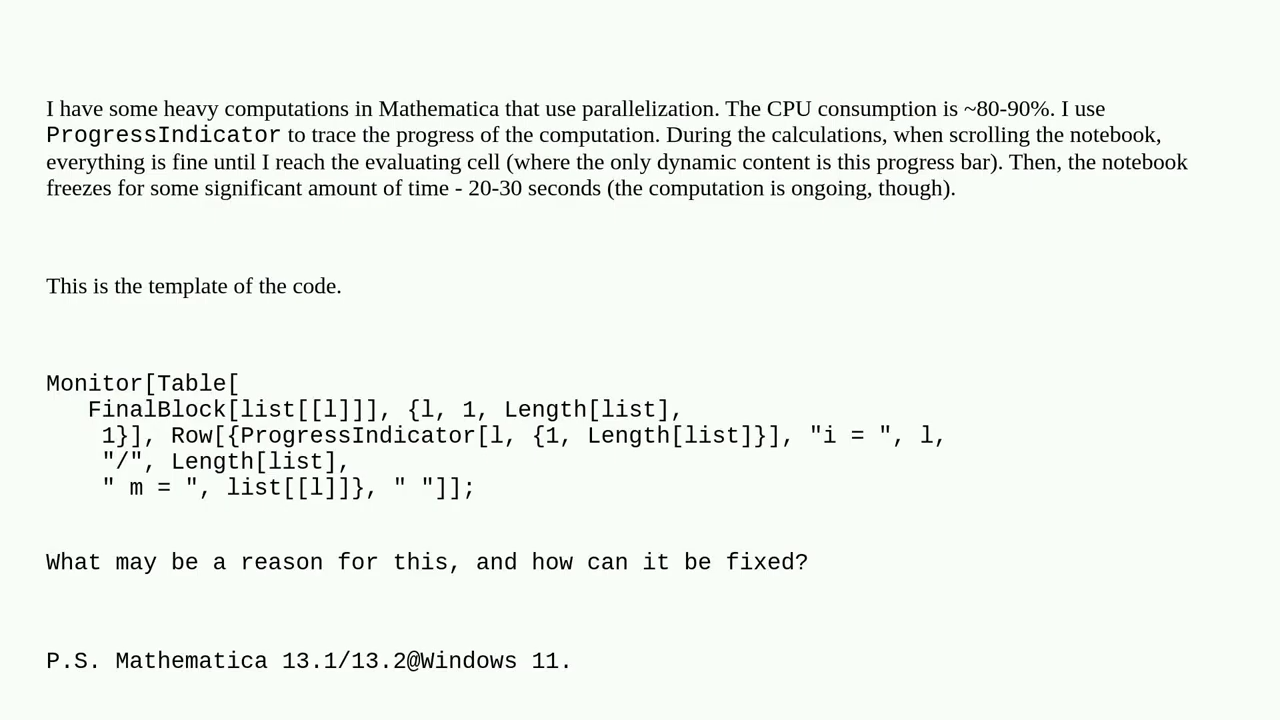 I have some heavy computations in Mathematica that use parallelization. The CPU consumption is ~80-90%. I use
ProgressIndicator to trace the progress of the computation. During the calculations, when scrolling the notebook,
everything is fine until I reach the evaluating cell (where the only dynamic content is this progress bar). Then, the notebook
freezes for some significant amount of time - 20-30 seconds (the computation is ongoing, though).
This is the template of the code.
Monitor[Table[
   FinalBlock[list[[l]]], {l, 1, Length[list],
    1}], Row[{ProgressIndicator[l, {1, Length[list]}], "i = ", l,
    "/", Length[list],
    " m = ", list[[l]]}, " "]];
What may be a reason for this, and how can it be fixed?
P.S. Mathematica 13.1/13.2@Windows 11.